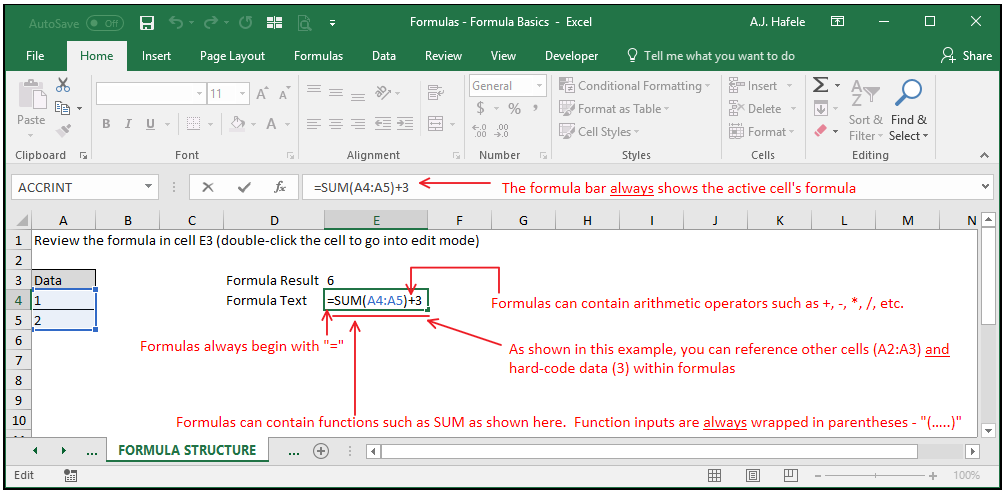 AutoSave Off Formulas - Formula Basics - Excel A.J. Hafele
File Home Insert Page Layout Formulas Data Review View Developer Tell me what you want to do Share
Paste
11 A A
B I U A
General
$ % ,
.00 .00
Conditional Formatting
Format as Table
Cell Styles
Insert
Delete
Format
Σ
A Z
Sort & Filter
Find & Select
Clipboard Font Alignment Number Styles Cells Editing
ACCRINT fx =SUM(A4:A5)+3 The formula bar always shows the active cell's formula
A B C D E F G H I J K L M N
1 Review the formula in cell E3 (double-click the cell to go into edit mode)
2
3 Data Formula Result 6
4 1 Formula Text =SUM(A4:A5)+3 Formulas can contain arithmetic operators such as +, -, *, /, etc.
5 2
6
Formulas always begin with "=" As shown in this example, you can reference other cells (A2:A3) and
7
hard-code data (3) within formulas
8
9
10 Formulas can contain functions such as SUM as shown here. Function inputs are always wrapped in parentheses - "(.....)"
... FORMULA STRUCTURE ...
Edit 100%